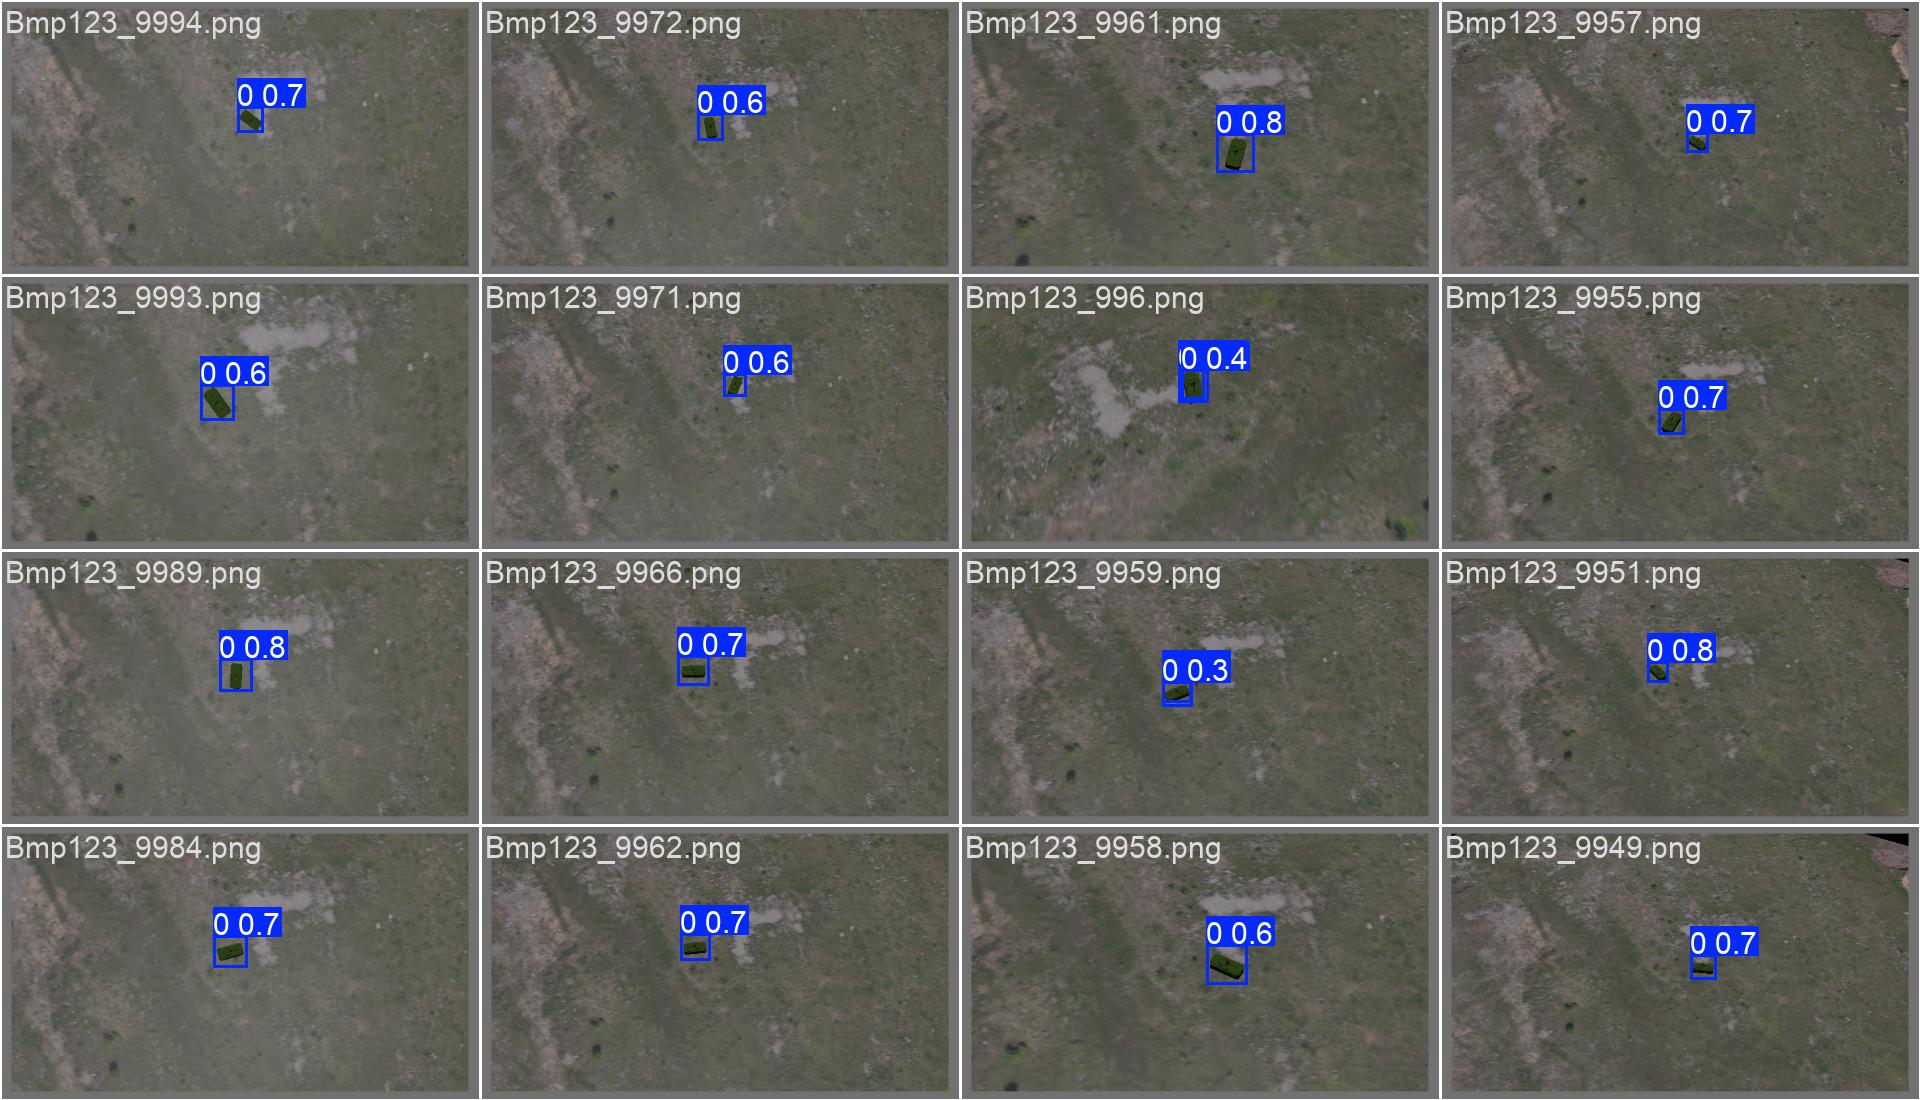 Bmp123_9994.png
0 0.7
Bmp123_9972.png
0 0.6
Bmp123_9961.png
0 0.8
Bmp123_9957.png
0 0.7
Bmp123_9993.png
0 0.6
Bmp123_9971.png
0 0.6
Bmp123_996.png
0 0.4
Bmp123_9955.png
0 0.7
Bmp123_9989.png
0 0.8
Bmp123_9966.png
0 0.7
Bmp123_9959.png
0 0.3
Bmp123_9951.png
0 0.8
Bmp123_9984.png
0 0.7
Bmp123_9962.png
0 0.7
Bmp123_9958.png
0 0.6
Bmp123_9949.png
0 0.7